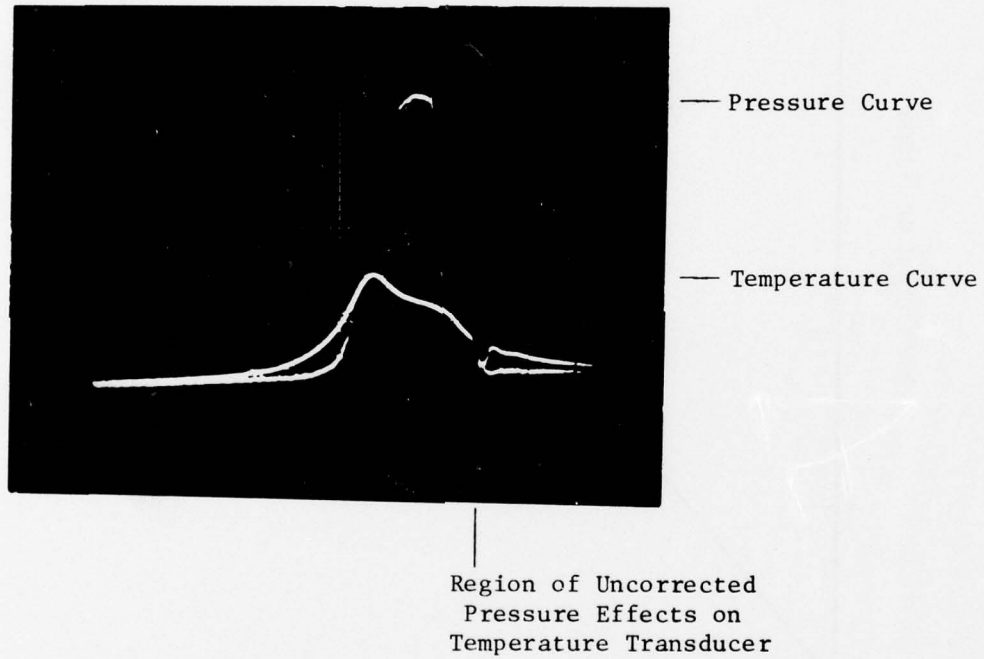 Pressure Curve
Temperature Curve
Region of Uncorrected
Pressure Effects on
Temperature Transducer